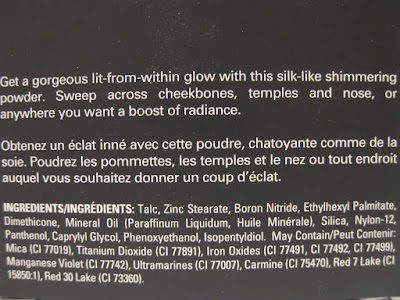 Get a gorgeous lit-from-within glow with this silk-like shimmering
powder. Sweep across cheekbones, temples and nose, or
anywhere you want a boost of radiance.
Obtenez un éclat inné avec cette poudre, chatoyante comme de la
soie. Poudrez les pommettes, les temples et le nez ou tout endroit
auquel vous souhaitez donner un coup d'éclat.
INGREDIENTS/INGRÉDIENTS: Talc, Zinc Stearate, Boron Nitride, Ethylhexyl Palmitate,
Dimethicone, Mineral Oil (Paraffinum Liquidum, Huile Minérale), Silica, Nylon-12,
Panthenol, Caprylyl Glycol, Phenoxyethanol, Isopentyldiol. May Contain/Peut Contenir:
Mica (CI 77019), Titanium Dioxide (CI 77891), Iron Oxides (CI 77491, CI 77492, CI 77499),
Manganese Violet (CI 77742), Ultramarines (CI 77007), Carmine (CI 75470), Red 7 Lake (CI
15850:1), Red 30 Lake (CI 73360).